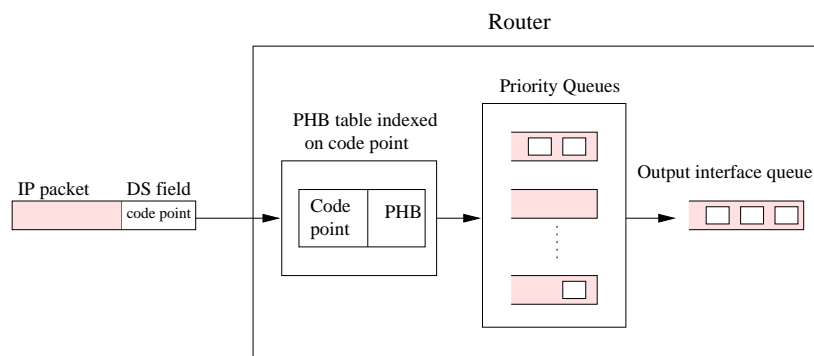 Router
Priority Queues
PHB table indexed
on code point
Output interface queue
IP packet
DS field
code point
Code
point
PHB